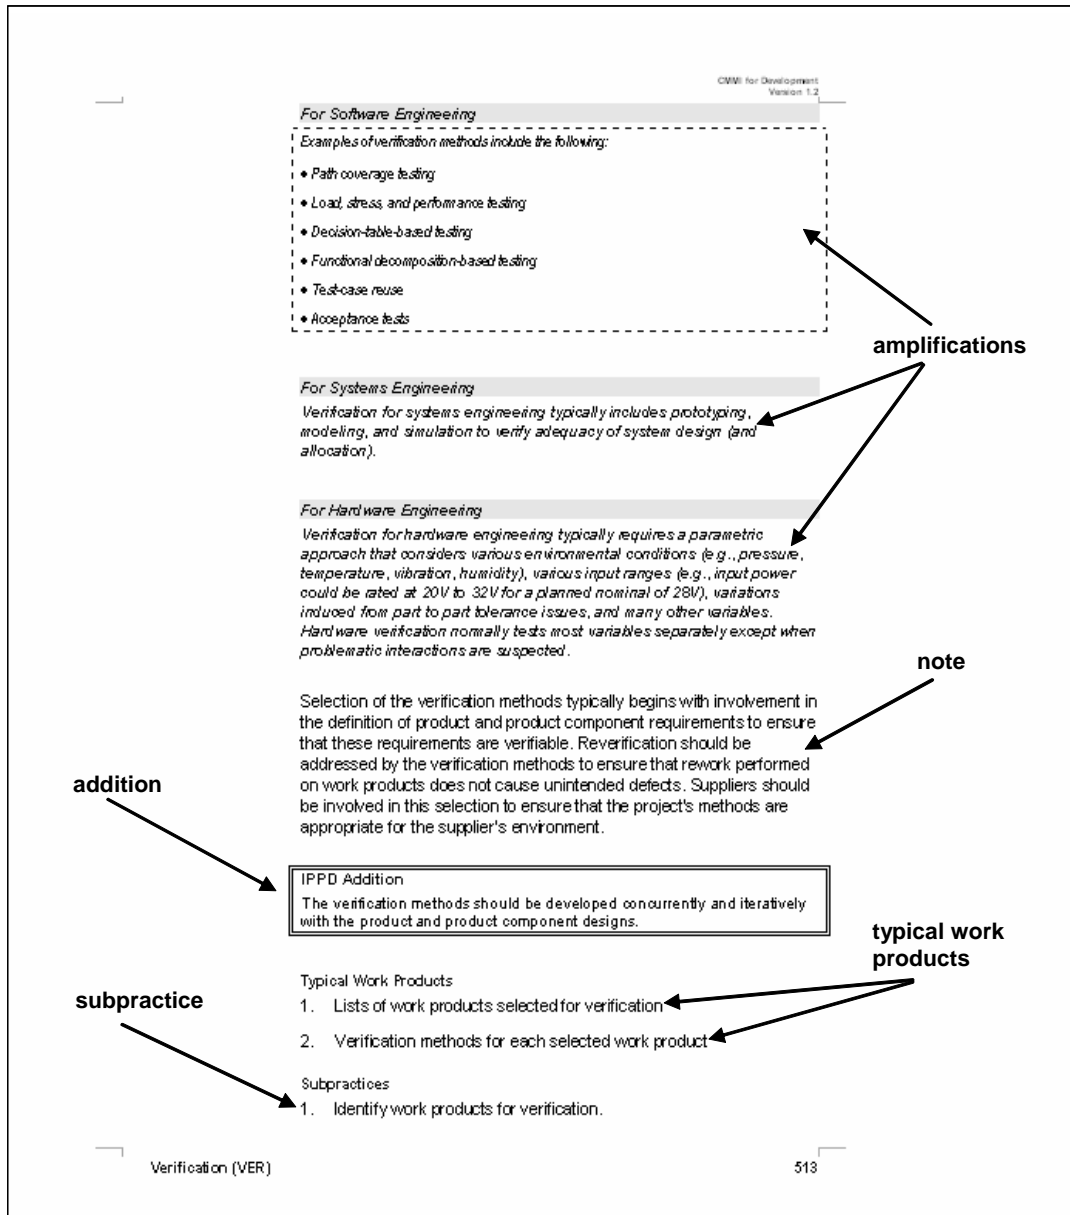 CMMI for Development
Version 1.2
For Software Engineering
Examples of verification methods include the following:
• Path coverage testing
• Load, stress, and performance testing
• Decision-table-based testing
• Functional decomposition-based testing
• Test-case reuse
• Acceptance tests
amplifications
For Systems Engineering
Verification for systems engineering typically includes prototyping,
modeling, and simulation to verify adequacy of system design (and
allocation).
For Hardware Engineering
Verification for hardware engineering typically requires a parametric
approach that considers various environmental conditions (e.g., pressure,
temperature, vibration, humidity), various input ranges (e.g., input power
could be rated at 20V to 32V for a planned nominal of 28V), variations
induced from part to part tolerance issues, and many other variables.
Hardware verification normally tests most variables separately except when
problematic interactions are suspected.
note
Selection of the verification methods typically begins with involvement in
the definition of product and product component requirements to ensure
that these requirements are verifiable. Reverification should be
addressed by the verification methods to ensure that rework performed
on work products does not cause unintended defects. Suppliers should
be involved in this selection to ensure that the project's methods are
appropriate for the supplier's environment.
addition
IPPD Addition
The verification methods should be developed concurrently and iteratively
with the product and product component designs.
typical work
products
Typical Work Products
1. Lists of work products selected for verification
2. Verification methods for each selected work product
subpractice
Subpractices
1. Identify work products for verification.
Verification (VER)
513